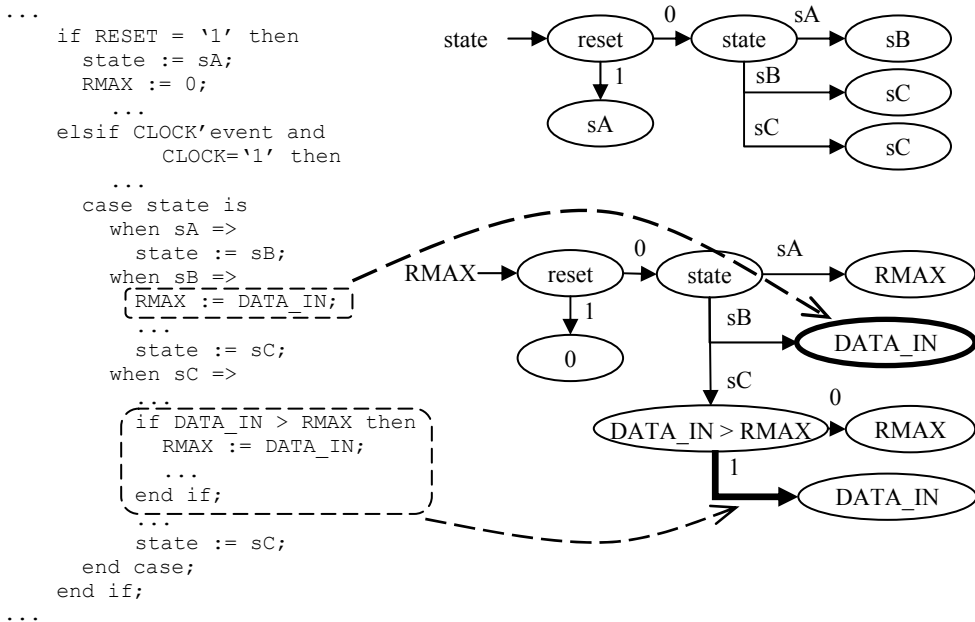 ...
if RESET = ‘1’ then
state := sA;
RMAX := 0;
...
elsif CLOCK’event and
CLOCK=‘1’ then
...
case state is
when sA =>
state := sB;
when sB =>
RMAX := DATA_IN;
...
state := sC;
when sC =>
...
if DATA_IN > RMAX then
RMAX := DATA_IN;
...
end if;
...
state := sC;
end case;
end if;
...
state reset 0 state sA sB
1 sB sC
sA sC sC
RMAX reset 0 state sA RMAX
1 sB DATA_IN
0 sC
DATA_IN > RMAX 0 RMAX
1 DATA_IN